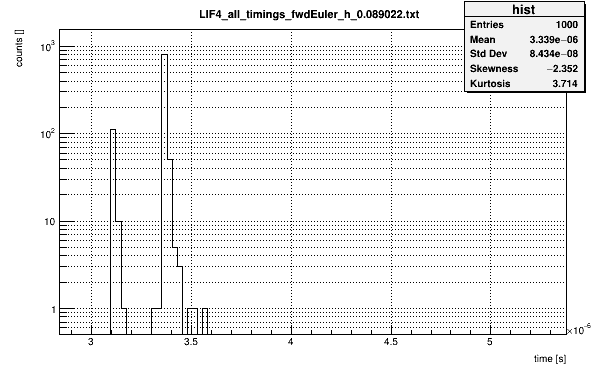 LIF4_all_timings_fwdEuler_h_0.089022.txt
hist
Entries 1000
Mean 3.339e−06
Std Dev 8.434e−08
Skewness −2.352
Kurtosis 3.714
counts []
10³
10²
10
1
3 3.5 4 4.5 5
×10⁻⁶
time [s]